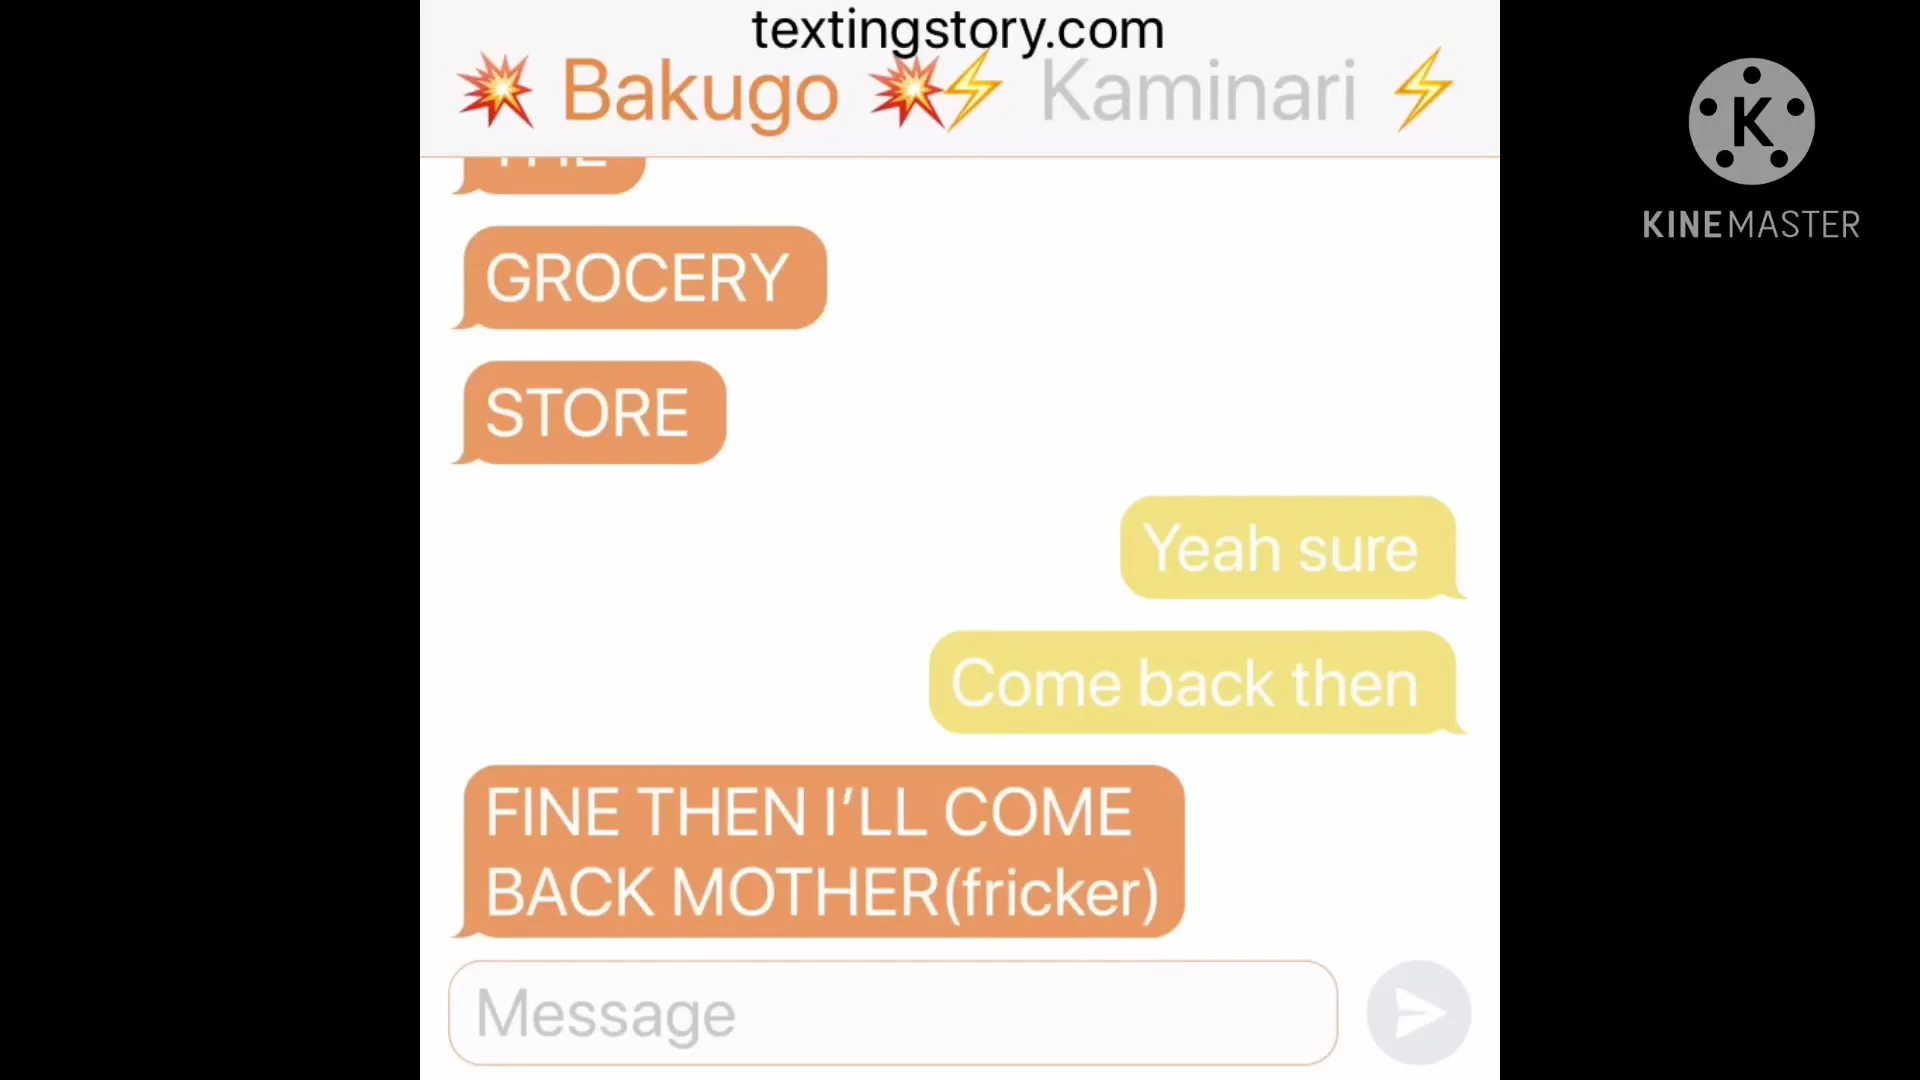 textingstory.com
💥 Bakugo 💥⚡ Kaminari ⚡
K
KINEMASTER
THE
GROCERY
STORE
Yeah sure
Come back then
FINE THEN I’LL COME
BACK MOTHER(fricker)
Message